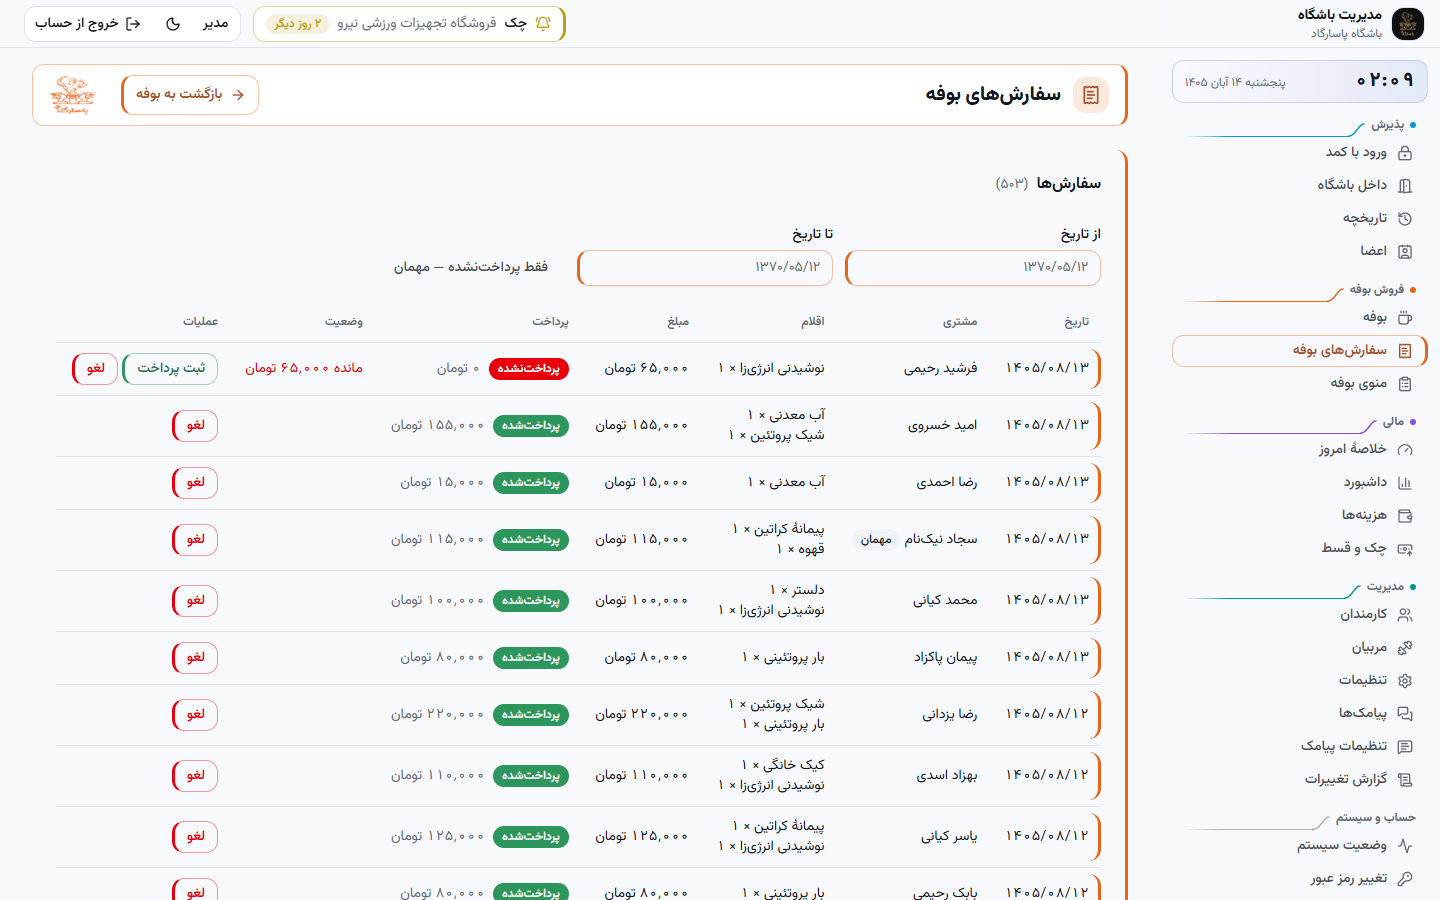 مدیریت باشگاه
باشگاه پاسارگاد
چک فروشگاه تجهیزات ورزشی نیرو ۲ روز دیگر
مدیر خروج از حساب
۰۲:۰۹ پنجشنبه ۱۴ آبان ۱۴۰۵
پذیرش
ورود با کمد
داخل باشگاه
تاریخچه
اعضا
فروش بوفه
بوفه
سفارش‌های بوفه
منوی بوفه
مالی
خلاصهٔ امروز
داشبورد
هزینه‌ها
چک و قسط
مدیریت
کارمندان
مربیان
تنظیمات
پیامک‌ها
تنظیمات پیامک
گزارش تغییرات
حساب و سیستم
وضعیت سیستم
تغییر رمز عبور
سفارش‌های بوفه
بازگشت به بوفه
پاسارگاد
سفارش‌ها (۵۰۳)
از تاریخ تا تاریخ
۱۳۷۰/۰۵/۱۲ ۱۳۷۰/۰۵/۱۲ فقط پرداخت‌نشده — مهمان
تاریخ مشتری اقلام مبلغ پرداخت وضعیت عملیات
۱۴۰۵/۰۸/۱۳ فرشید رحیمی نوشیدنی انرژی‌زا × ۱ ۶۵,۰۰۰ تومان پرداخت‌نشده ۰ تومان مانده ۶۵,۰۰۰ تومان ثبت پرداخت لغو
۱۴۰۵/۰۸/۱۳ امید خسروی آب معدنی × ۱ ۱۵۵,۰۰۰ تومان پرداخت‌شده ۱۵۵,۰۰۰ تومان لغو
شیک پروتئین × ۱
۱۴۰۵/۰۸/۱۳ رضا احمدی آب معدنی × ۱ ۱۵,۰۰۰ تومان پرداخت‌شده ۱۵,۰۰۰ تومان لغو
۱۴۰۵/۰۸/۱۳ سجاد نیک‌نام مهمان پیمانهٔ کراتین × ۱ ۱۱۵,۰۰۰ تومان پرداخت‌شده ۱۱۵,۰۰۰ تومان لغو
قهوه × ۱
۱۴۰۵/۰۸/۱۳ محمد کیانی دلستر × ۱ ۱۰۰,۰۰۰ تومان پرداخت‌شده ۱۰۰,۰۰۰ تومان لغو
نوشیدنی انرژی‌زا × ۱
۱۴۰۵/۰۸/۱۳ پیمان پاکزاد بار پروتئینی × ۱ ۸۰,۰۰۰ تومان پرداخت‌شده ۸۰,۰۰۰ تومان لغو
۱۴۰۵/۰۸/۱۲ رضا یزدانی شیک پروتئین × ۱ ۲۲۰,۰۰۰ تومان پرداخت‌شده ۲۲۰,۰۰۰ تومان لغو
بار پروتئینی × ۱
۱۴۰۵/۰۸/۱۲ بهزاد اسدی کیک خانگی × ۱ ۱۱۰,۰۰۰ تومان پرداخت‌شده ۱۱۰,۰۰۰ تومان لغو
نوشیدنی انرژی‌زا × ۱
۱۴۰۵/۰۸/۱۲ یاسر کیانی پیمانهٔ کراتین × ۱ ۱۲۵,۰۰۰ تومان پرداخت‌شده ۱۲۵,۰۰۰ تومان لغو
نوشیدنی انرژی‌زا × ۱
۱۴۰۵/۰۸/۱۲ بابک رحیمی بار پروتئینی × ۱ ۸۰,۰۰۰ تومان پرداخت‌شده ۸۰,۰۰۰ تومان لغو